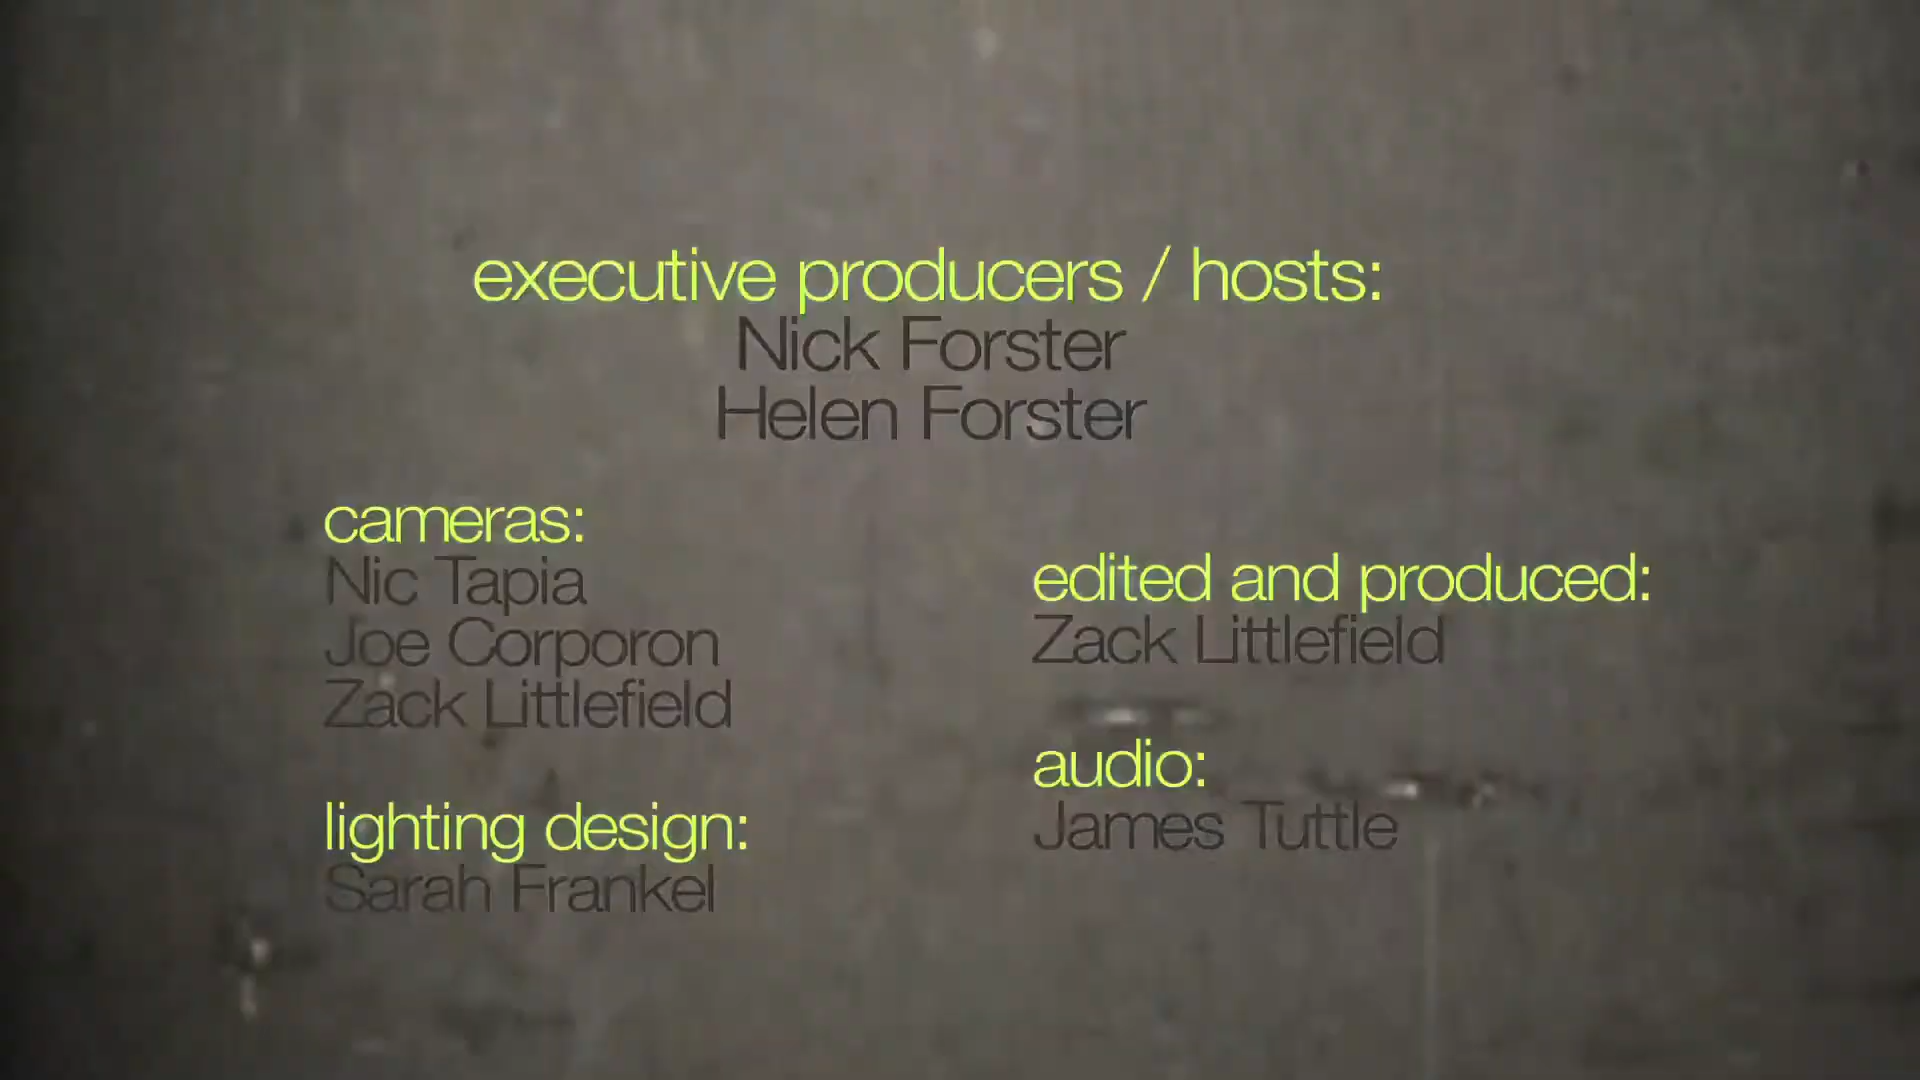 executive producers / hosts:
Nick Forster
Helen Forster
cameras:
Nic Tapia
Joe Corporon
Zack Littlefield
lighting design:
Sarah Frankel
edited and produced:
Zack Littlefield
audio:
James Tuttle